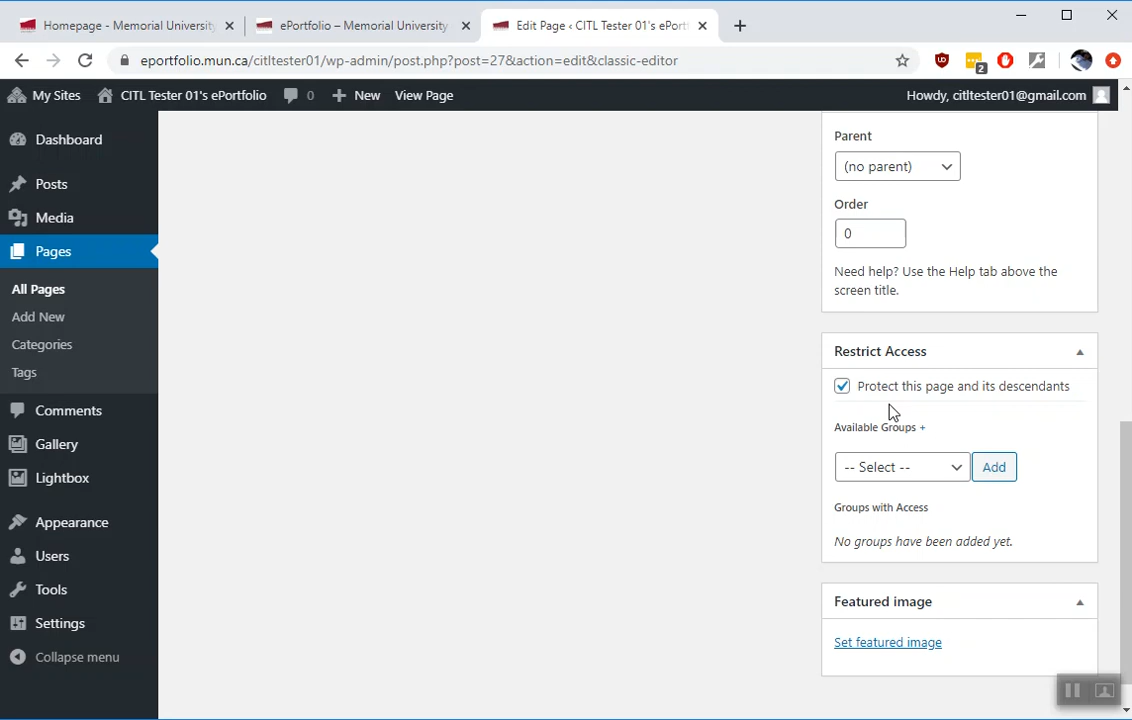 Homepage - Memorial University
ePortfolio – Memorial University
Edit Page ‹ CITL Tester 01's ePort
eportfolio.mun.ca/citltester01/wp-admin/post.php?post=27&action=edit&classic-editor
UD
2
My Sites
CITL Tester 01's ePortfolio
0
New
View Page
Howdy, citltester01@gmail.com
Dashboard
Posts
Media
Pages
All Pages
Add New
Categories
Tags
Comments
Gallery
Lightbox
Appearance
Users
Tools
Settings
Collapse menu
Parent
(no parent)
Order
0
Need help? Use the Help tab above the
screen title.
Restrict Access
Protect this page and its descendants
Available Groups +
-- Select --
Add
Groups with Access
No groups have been added yet.
Featured image
Set featured image